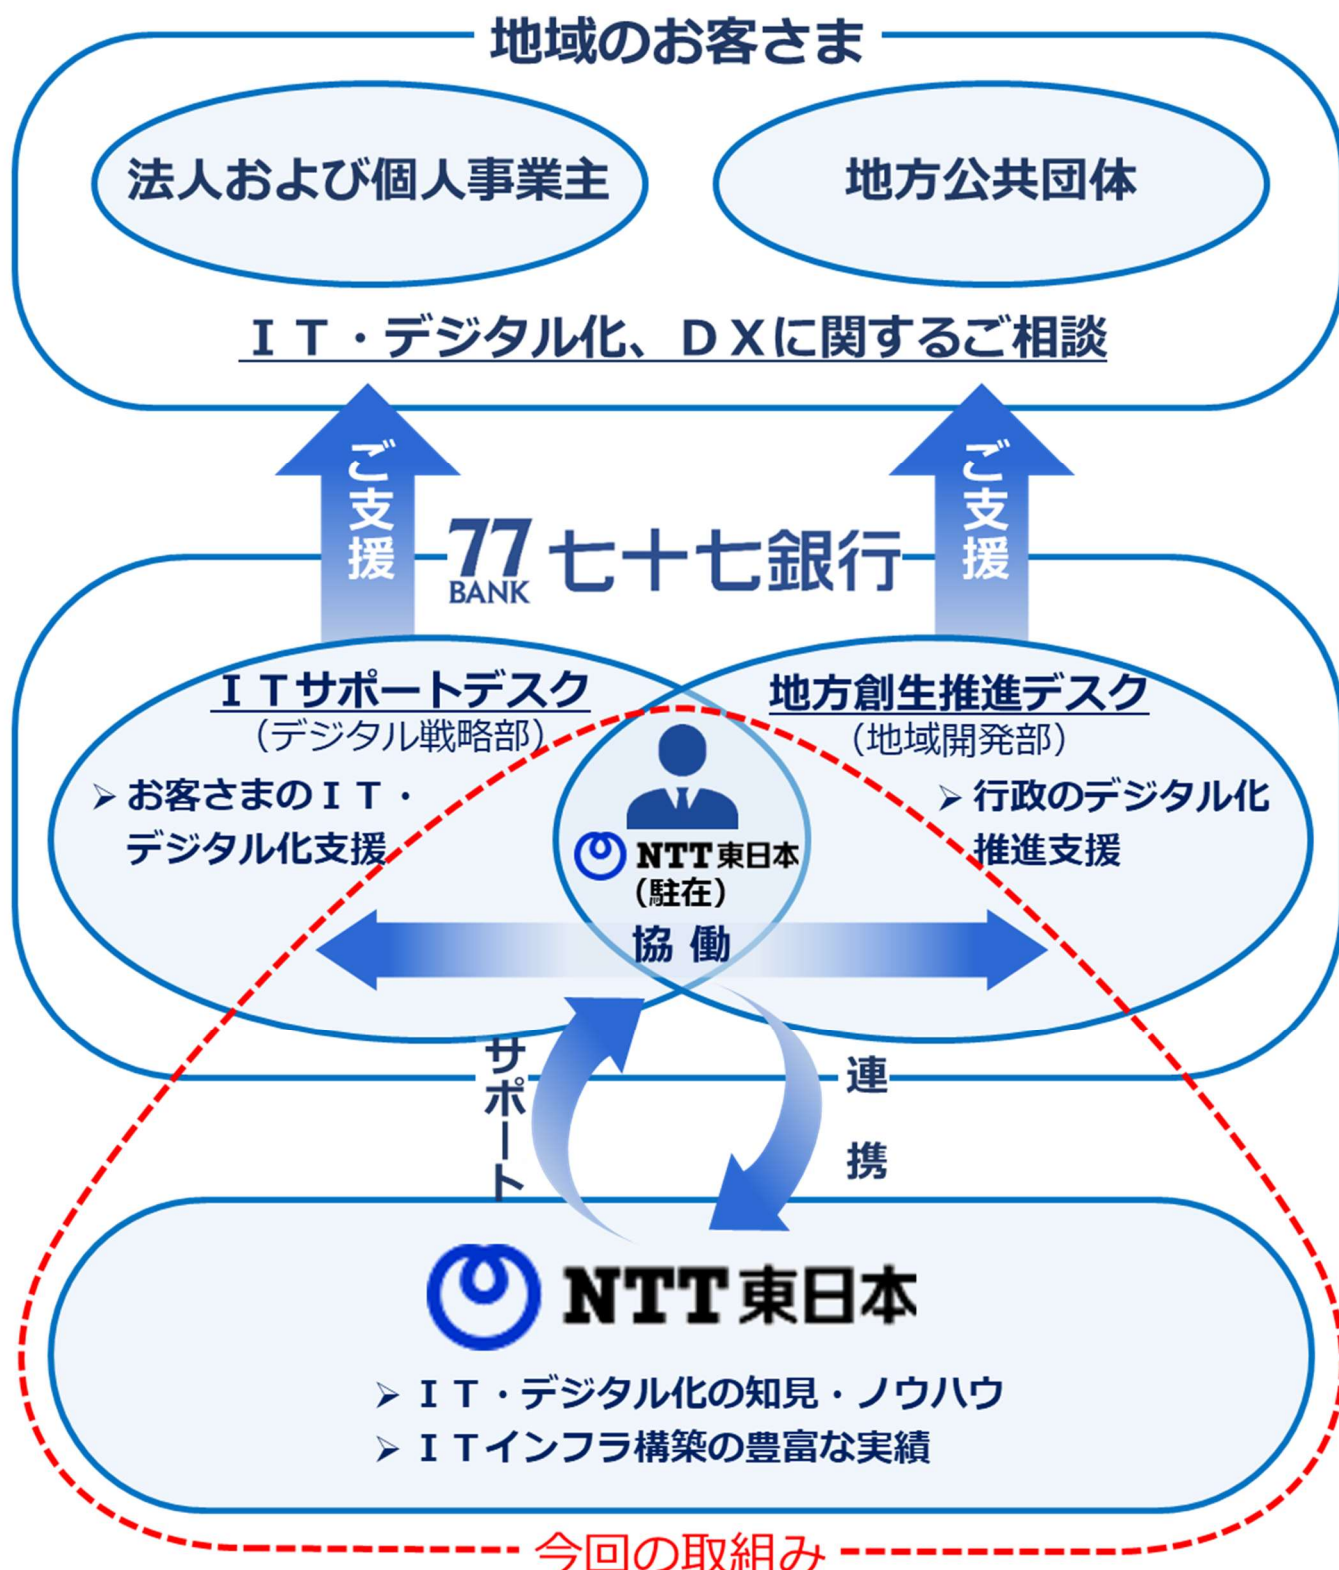 地域のお客さま
法人および個人事業主
地方公共団体
ＩＴ・デジタル化、ＤＸに関するご相談
ご支援
ご支援
77
BANK
七十七銀行
ＩＴサポートデスク
（デジタル戦略部）
➢ お客さまのＩＴ・
デジタル化支援
地方創生推進デスク
（地域開発部）
➢ 行政のデジタル化
推進支援
NTT東日本
（駐在）
協 働
サポート
連 携
NTT東日本
➢ ＩＴ・デジタル化の知見・ノウハウ
➢ ＩＴインフラ構築の豊富な実績
今回の取組み